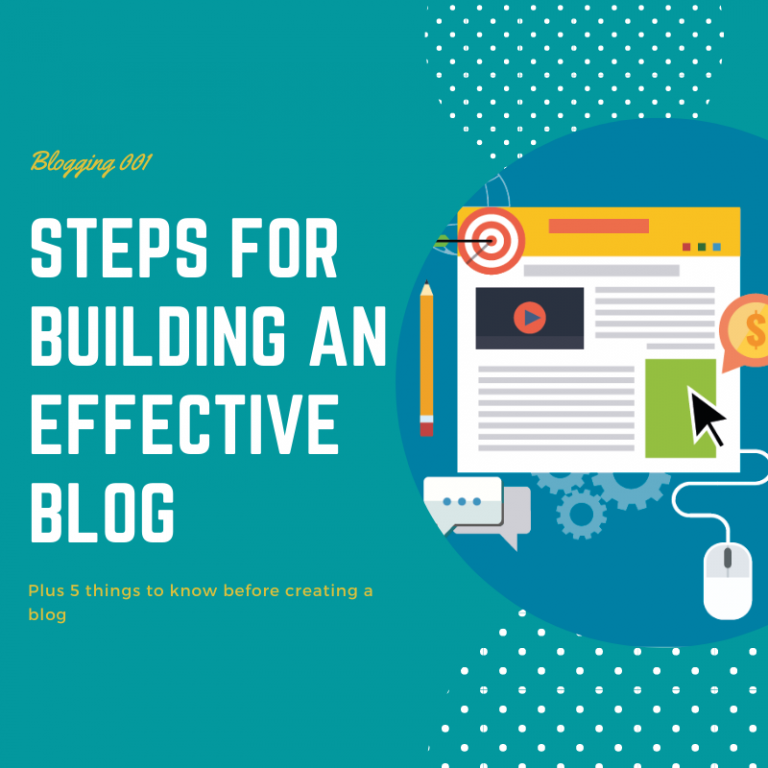 Blogging 001
STEPS FOR
BUILDING AN
EFFECTIVE
BLOG
Plus 5 things to know before creating a
blog
$